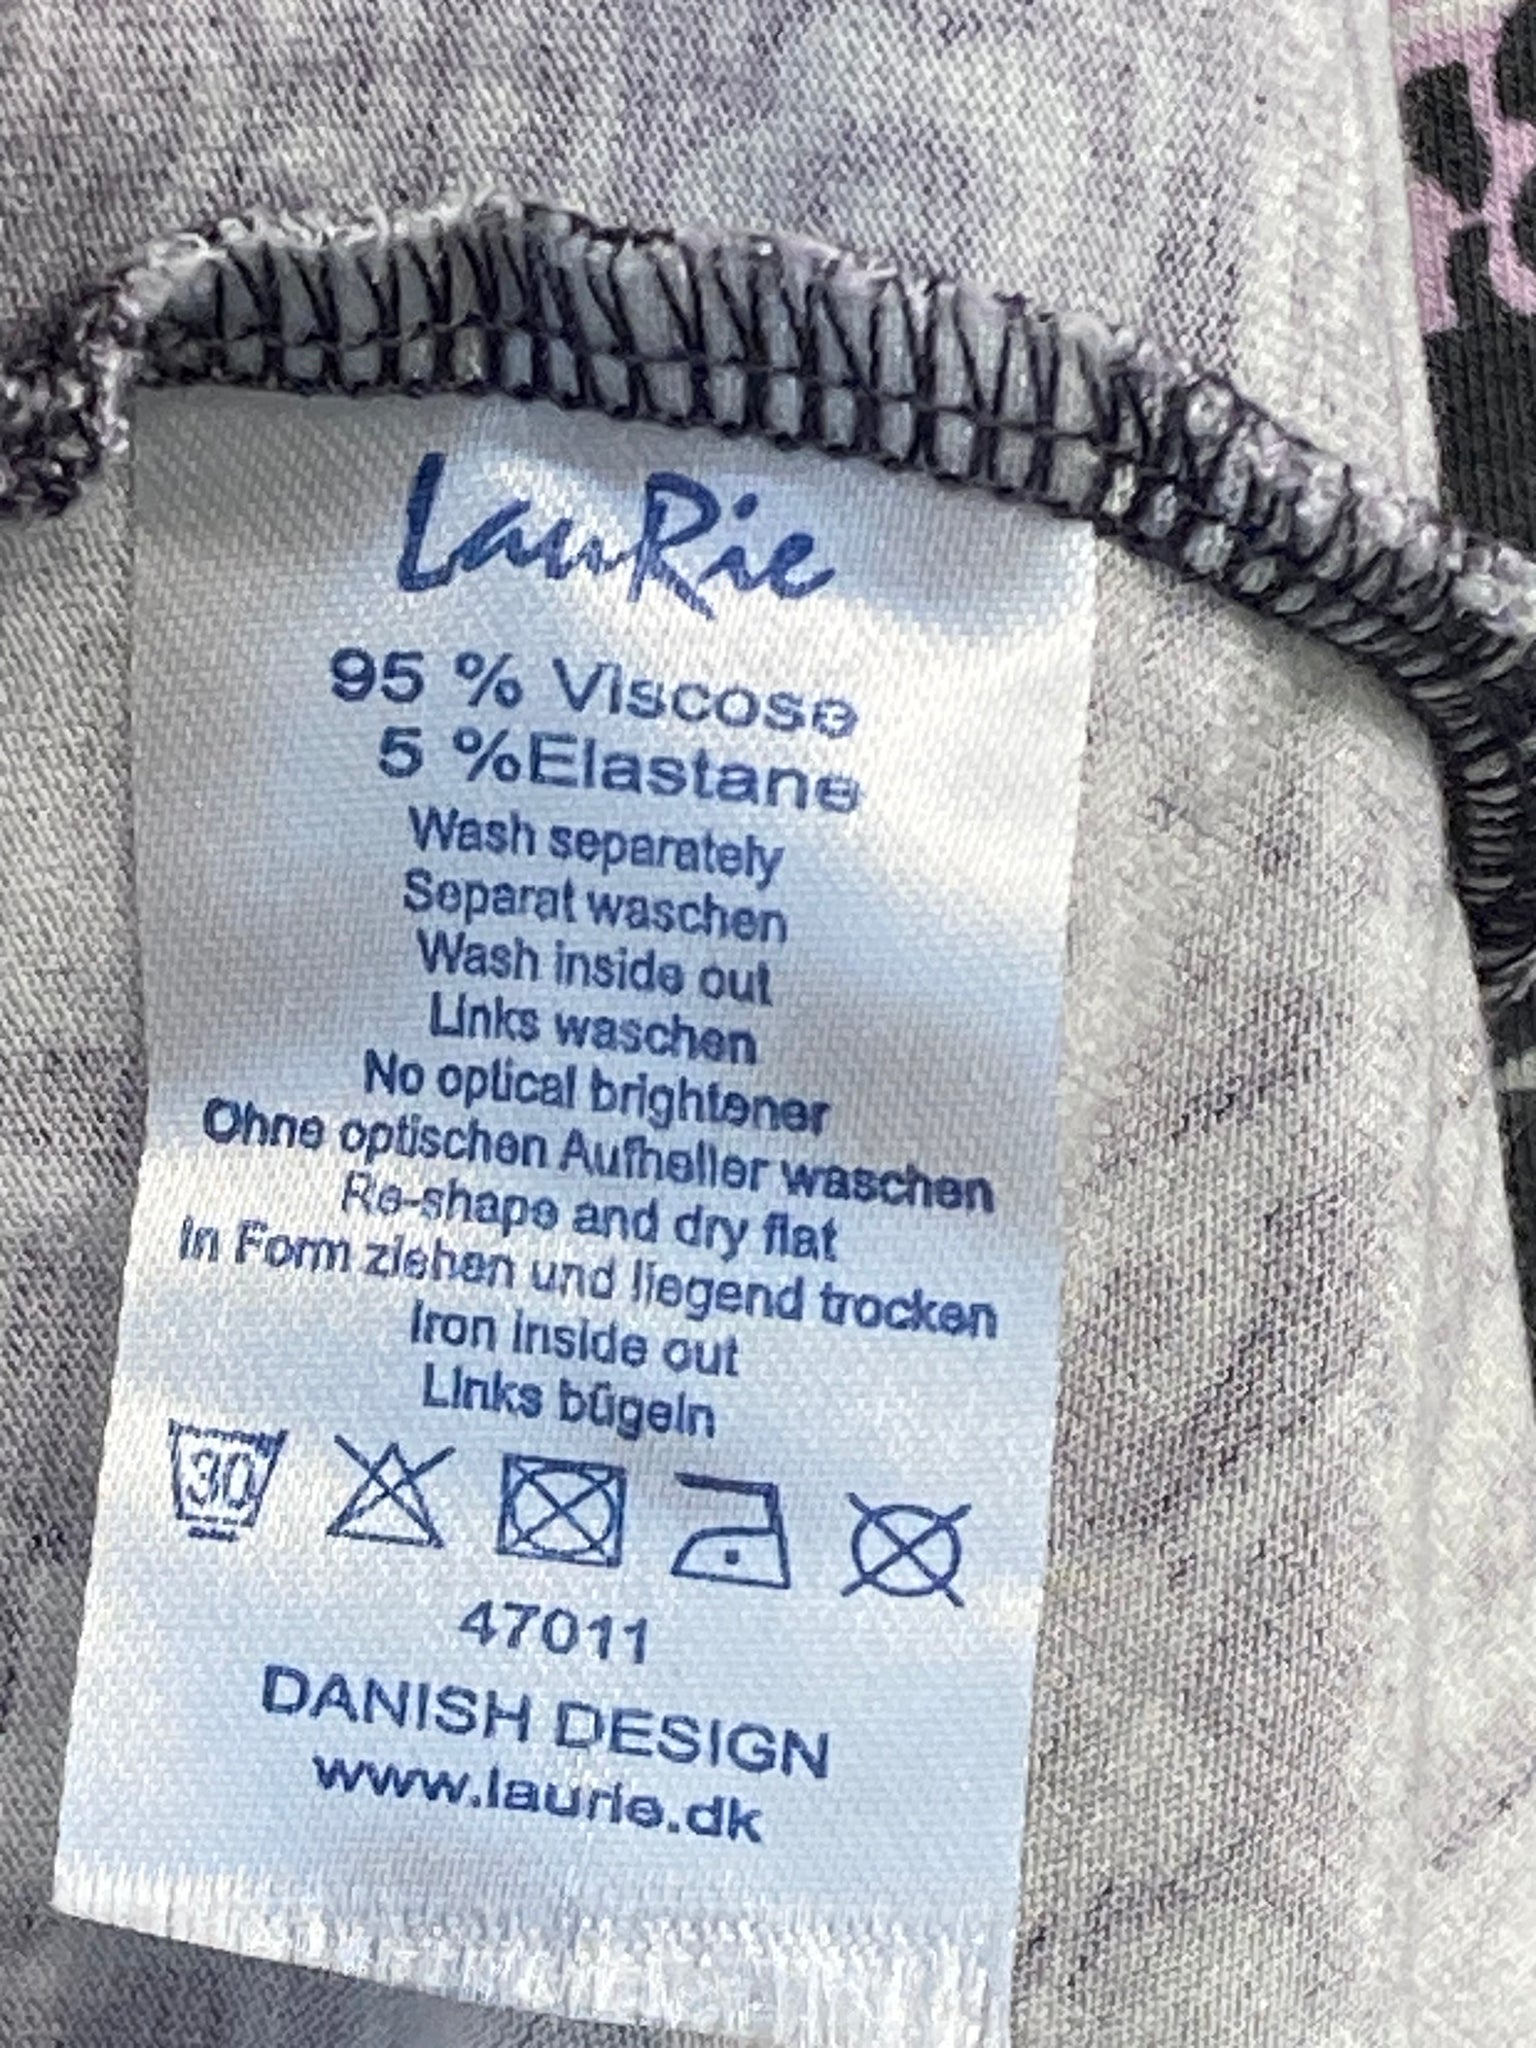 LauRie
95 % Viscose
5 %Elastane
Wash separately
Separat waschen
Wash inside out
Links waschen
No optical brightener
Ohne optischen Aufheller waschen
Re-shape and dry flat
In Form ziehen und liegend trocken
Iron inside out
Links bügeln
30
47011
DANISH DESIGN
www.laurie.dk